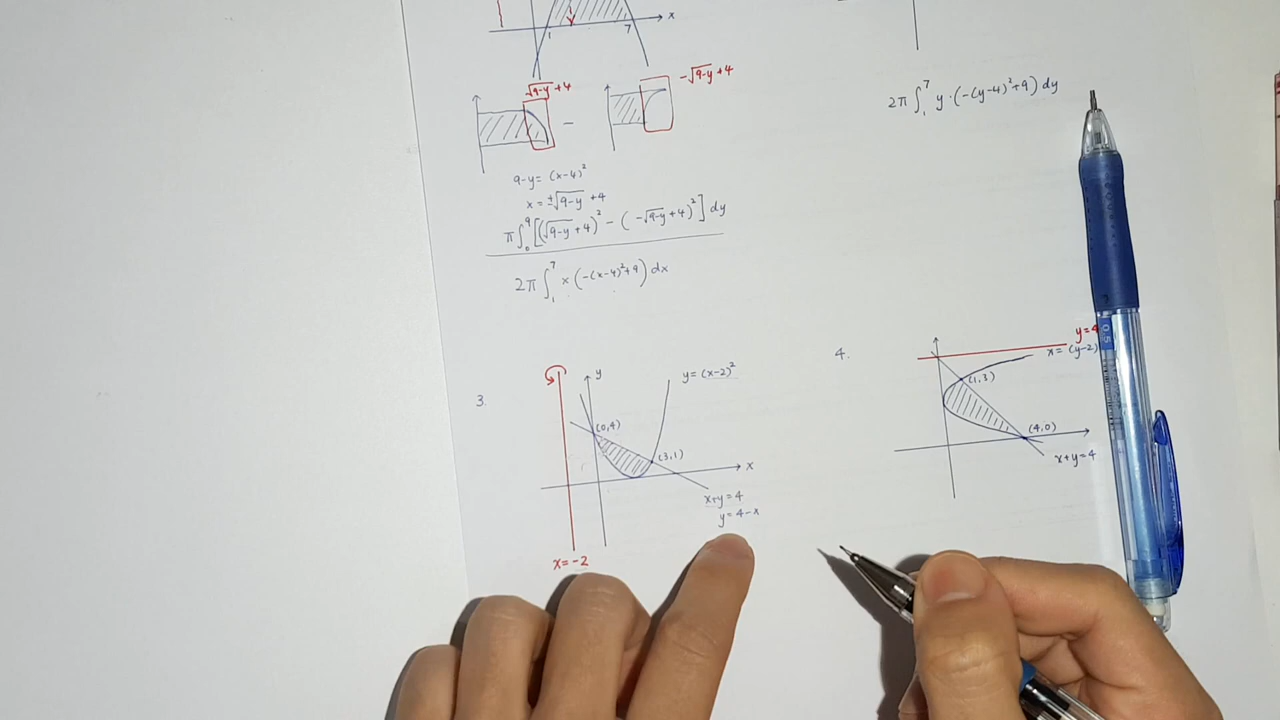 x
1 7
√9-y +4
-√9-y +4
-
9-y = (x-4)²
x = ±√9-y +4
π∫₀⁹ [(√9-y +4)² - (-√9-y +4)²] dy
2π ∫₁⁷ x (-(x-4)²+9) dx
2π ∫₁⁷ y·(-(y-4)²+9) dy
3.
y
y = (x-2)²
(0,4)
(3,1)
x
x+y = 4
y = 4-x
x = -2
4.
y=4
x = (y-2)
(1,3)
(4,0)
x+y = 4
0.5